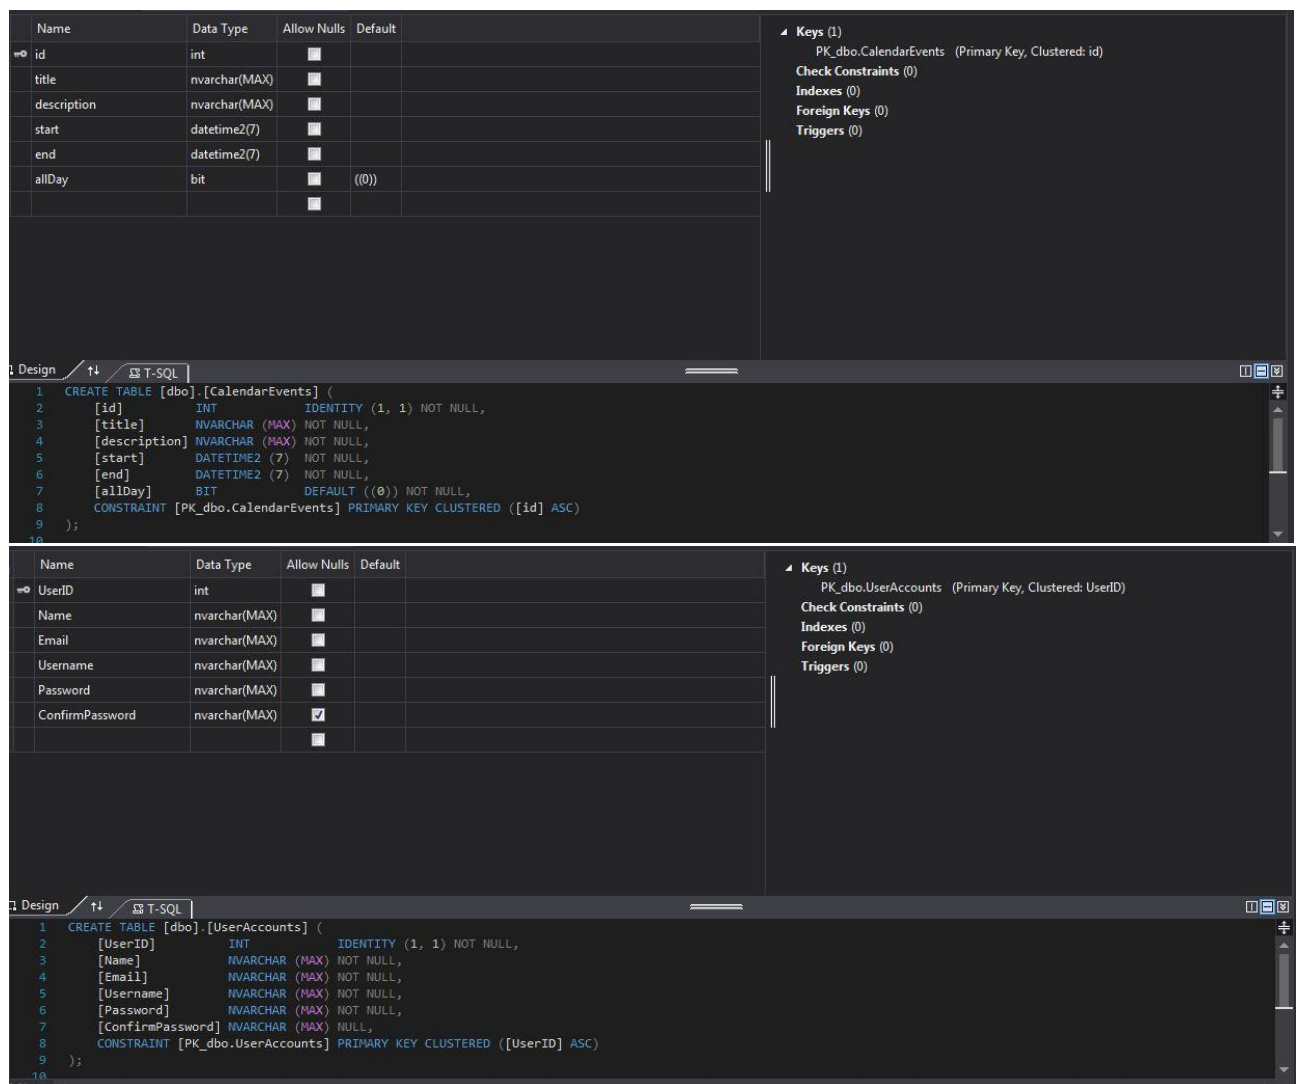 Name Data Type Allow Nulls Default
id int
title nvarchar(MAX)
description nvarchar(MAX)
start datetime2(7)
end datetime2(7)
allDay bit ((0))
Keys (1)
PK_dbo.CalendarEvents (Primary Key, Clustered: id)
Check Constraints (0)
Indexes (0)
Foreign Keys (0)
Triggers (0)
Design T-SQL
1 CREATE TABLE [dbo].[CalendarEvents] (
2 [id] INT IDENTITY (1, 1) NOT NULL,
3 [title] NVARCHAR (MAX) NOT NULL,
4 [description] NVARCHAR (MAX) NOT NULL,
5 [start] DATETIME2 (7) NOT NULL,
6 [end] DATETIME2 (7) NOT NULL,
7 [allDay] BIT DEFAULT ((0)) NOT NULL,
8 CONSTRAINT [PK_dbo.CalendarEvents] PRIMARY KEY CLUSTERED ([id] ASC)
9 );
10
Name Data Type Allow Nulls Default
UserID int
Name nvarchar(MAX)
Email nvarchar(MAX)
Username nvarchar(MAX)
Password nvarchar(MAX)
ConfirmPassword nvarchar(MAX)
Keys (1)
PK_dbo.UserAccounts (Primary Key, Clustered: UserID)
Check Constraints (0)
Indexes (0)
Foreign Keys (0)
Triggers (0)
Design T-SQL
1 CREATE TABLE [dbo].[UserAccounts] (
2 [UserID] INT IDENTITY (1, 1) NOT NULL,
3 [Name] NVARCHAR (MAX) NOT NULL,
4 [Email] NVARCHAR (MAX) NOT NULL,
5 [Username] NVARCHAR (MAX) NOT NULL,
6 [Password] NVARCHAR (MAX) NOT NULL,
7 [ConfirmPassword] NVARCHAR (MAX) NULL,
8 CONSTRAINT [PK_dbo.UserAccounts] PRIMARY KEY CLUSTERED ([UserID] ASC)
9 );
10